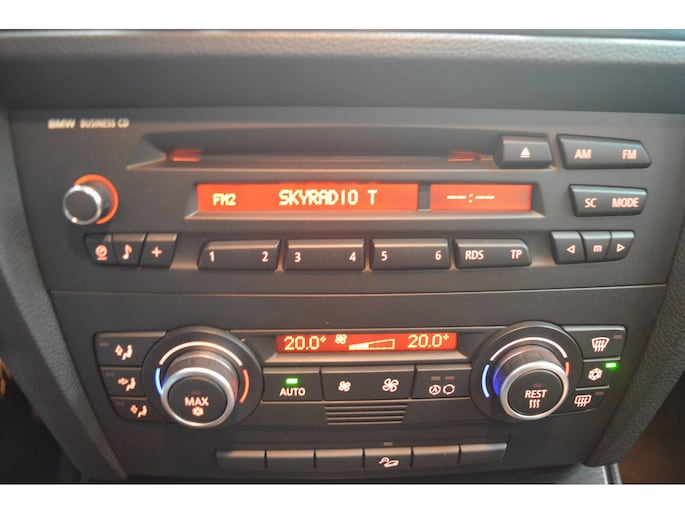 BMW BUSINESS CD
AM FM
FM2 SKYRADIO T --:--
SC MODE
1 2 3 4 5 6 RDS TP m
20.0° 20.0°
AUTO
MAX
A
REST